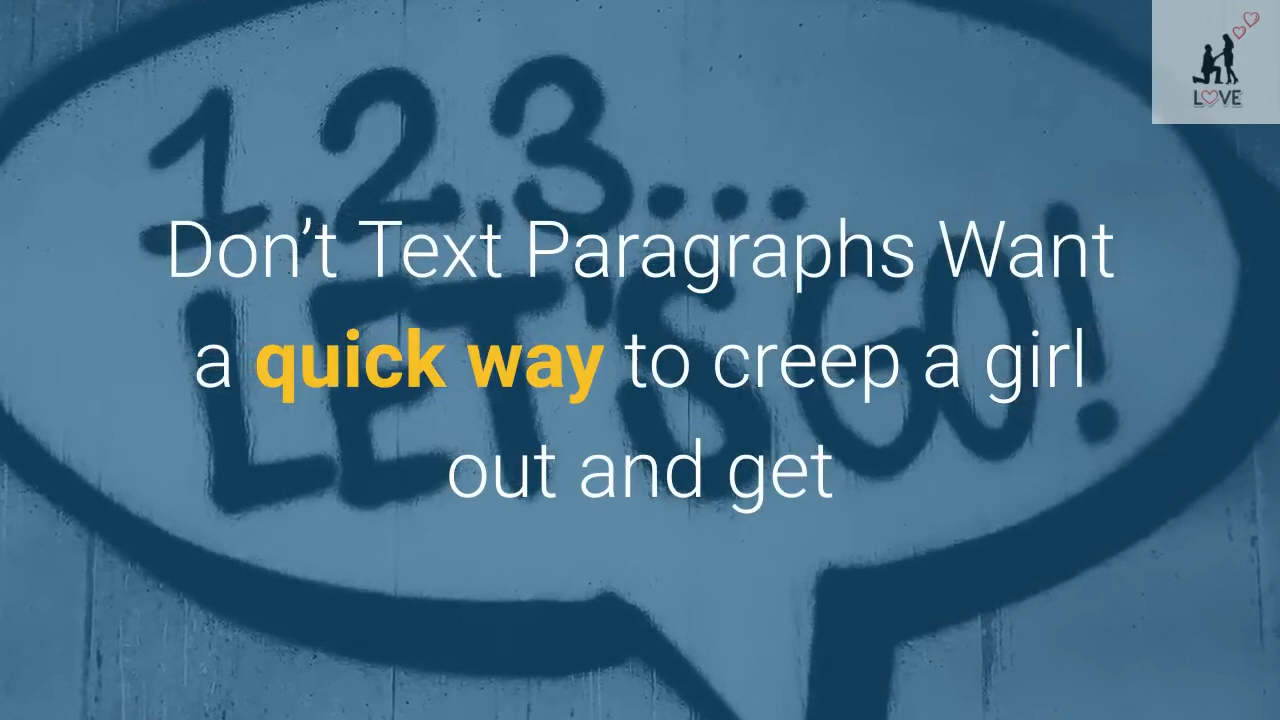 LOVE
1,2,3...
LET'S GO!
Don’t Text Paragraphs Want
a quick way to creep a girl
out and get